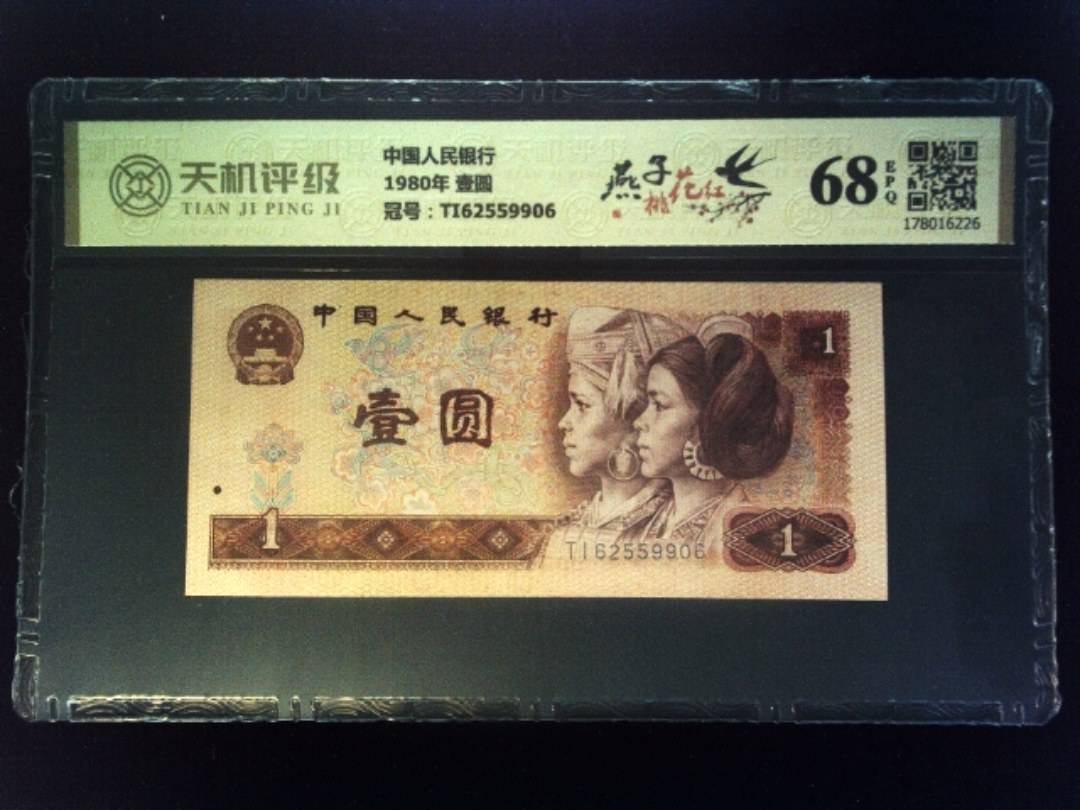 天机评级
TIAN JI PING JI
中国人民银行
1980年 壹圆
冠号：TI62559906
燕子
桃花红
68
EPQ
178016226
中国人民银行
壹圆
1
1
TI62559906
1